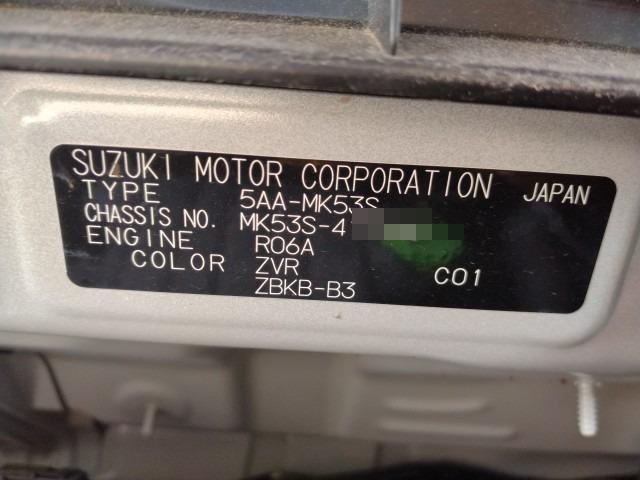 SUZUKI MOTOR CORPORATION JAPAN
TYPE 5AA-MK53S
CHASSIS NO. MK53S-4
ENGINE R06A
COLOR ZVR C01
ZBKB-B3